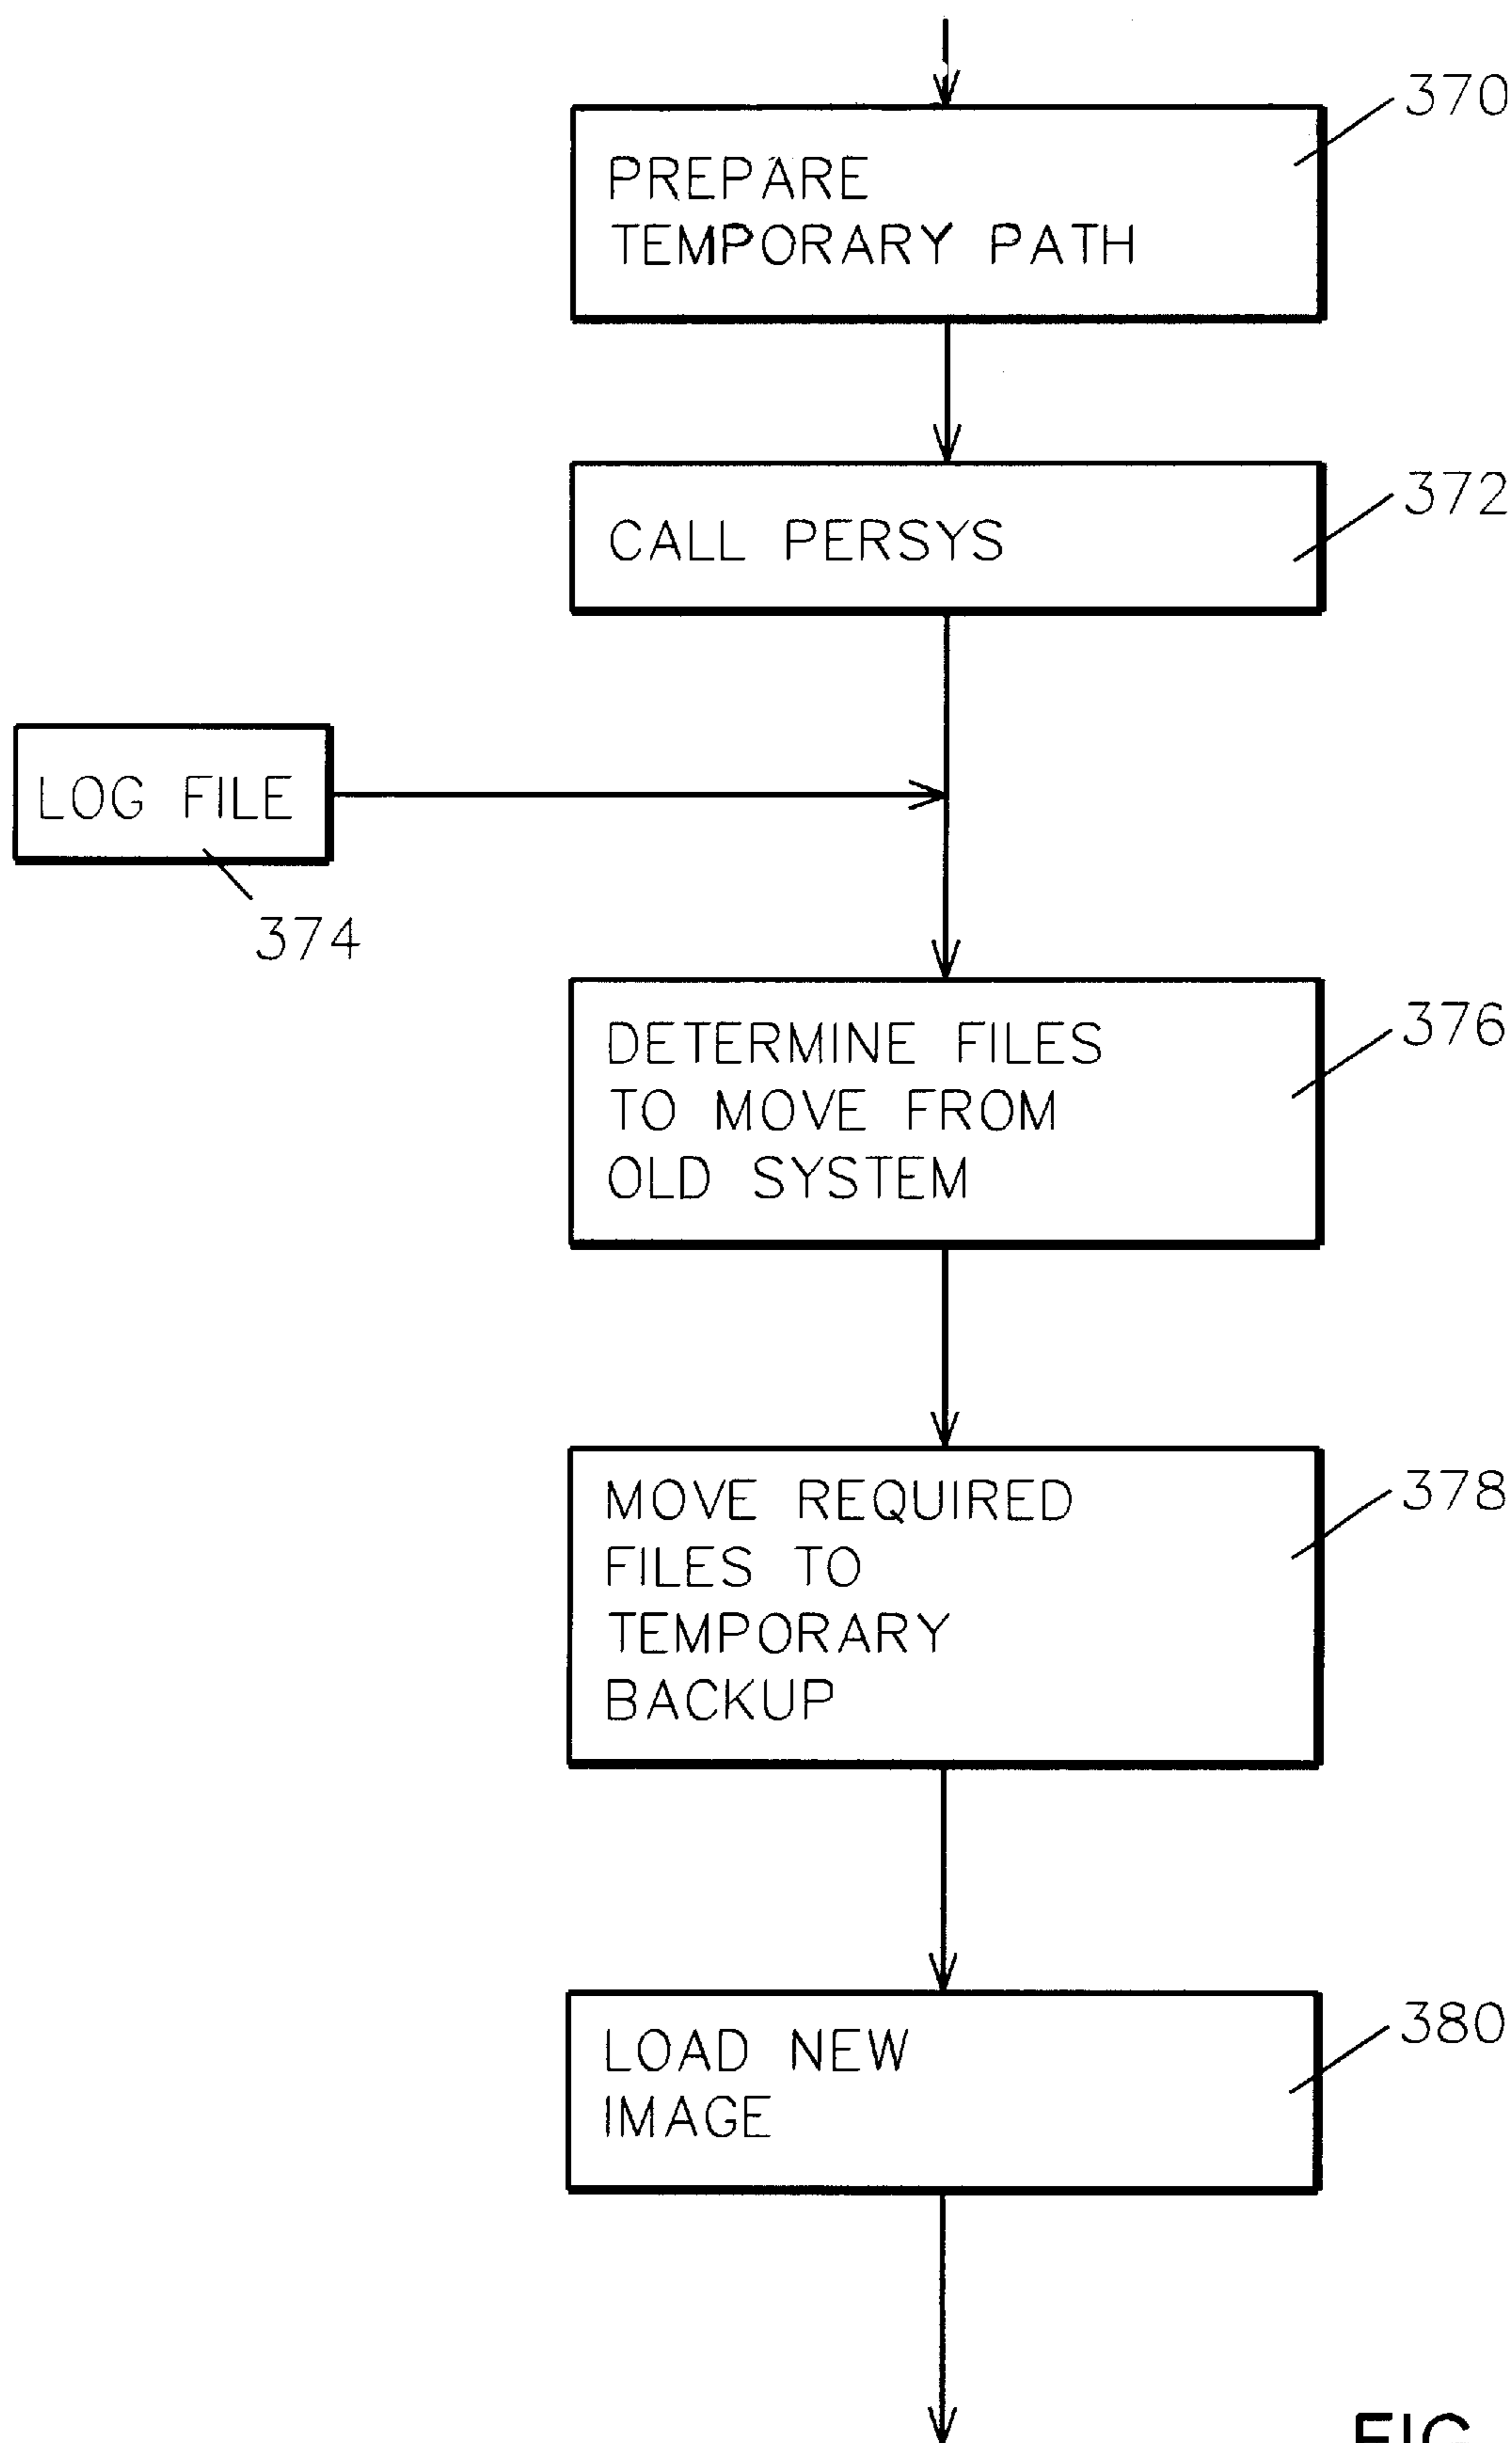 370
PREPARE
TEMPORARY PATH
372
CALL PERSYS
LOG FILE
374
376
DETERMINE FILES
TO MOVE FROM
OLD SYSTEM
378
MOVE REQUIRED
FILES TO
TEMPORARY
BACKUP
380
LOAD NEW
IMAGE
FIG